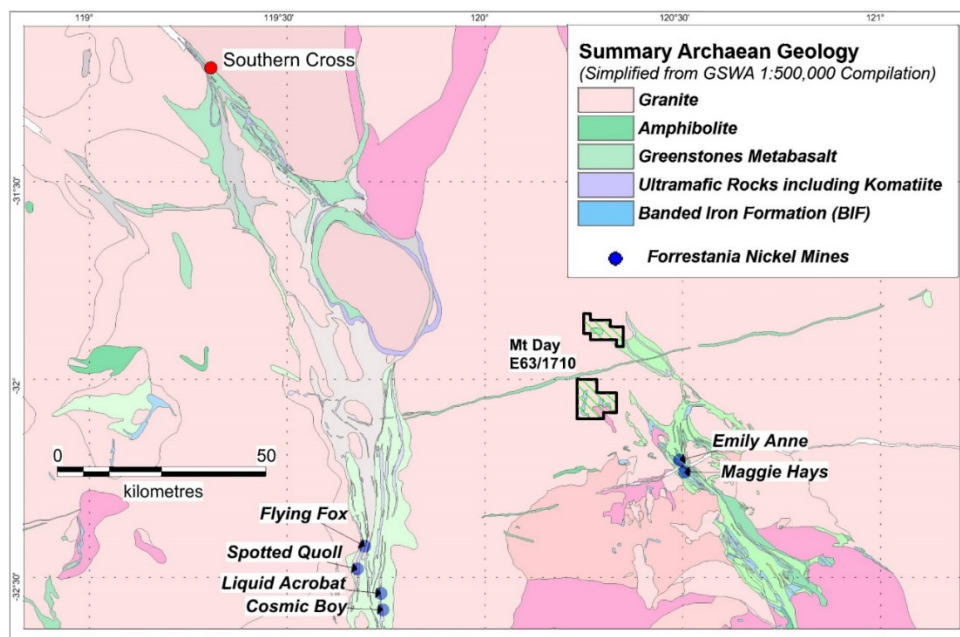 119°
119°30'
120°
120°30'
121°
Southern Cross
Summary Archaean Geology
(Simplified from GSWA 1:500,000 Compilation)
Granite
Amphibolite
Greenstones Metabasalt
Ultramafic Rocks including Komatiite
Banded Iron Formation (BIF)
Forrestania Nickel Mines
-31°30'
Mt Day
E63/1710
-32°
0
50
kilometres
Emily Anne
Maggie Hays
Flying Fox
Spotted Quoll
Liquid Acrobat
Cosmic Boy
-32°30'